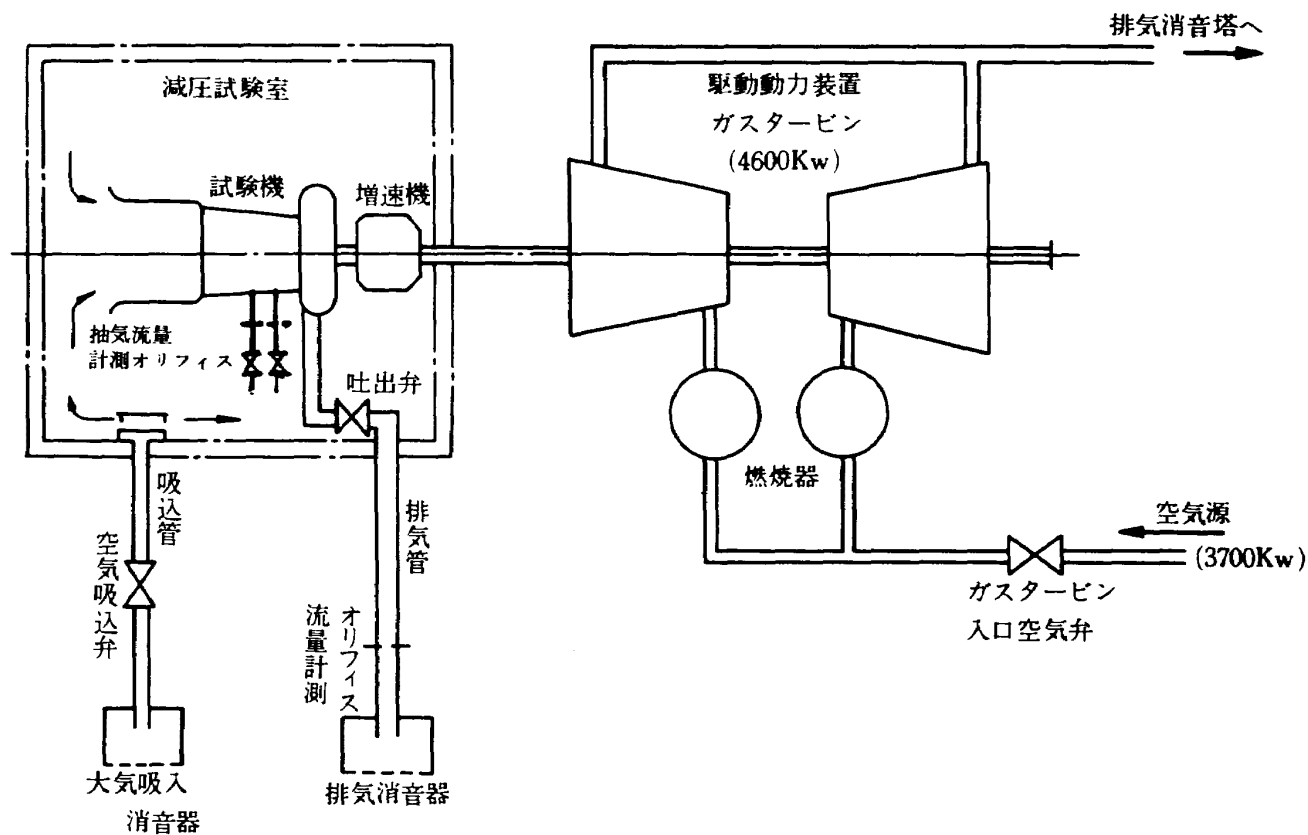 排気消音塔へ
減圧試験室
駆動動力装置
ガスタービン
(4600Kw)
試験機
増速機
抽気流量
計測オリフィス
吐出弁
吸込管
空気吸込弁
排気管
オリフィス
流量計測
燃焼器
空気源
(3700Kw)
ガスタービン
入口空気弁
大気吸入
消音器
排気消音器